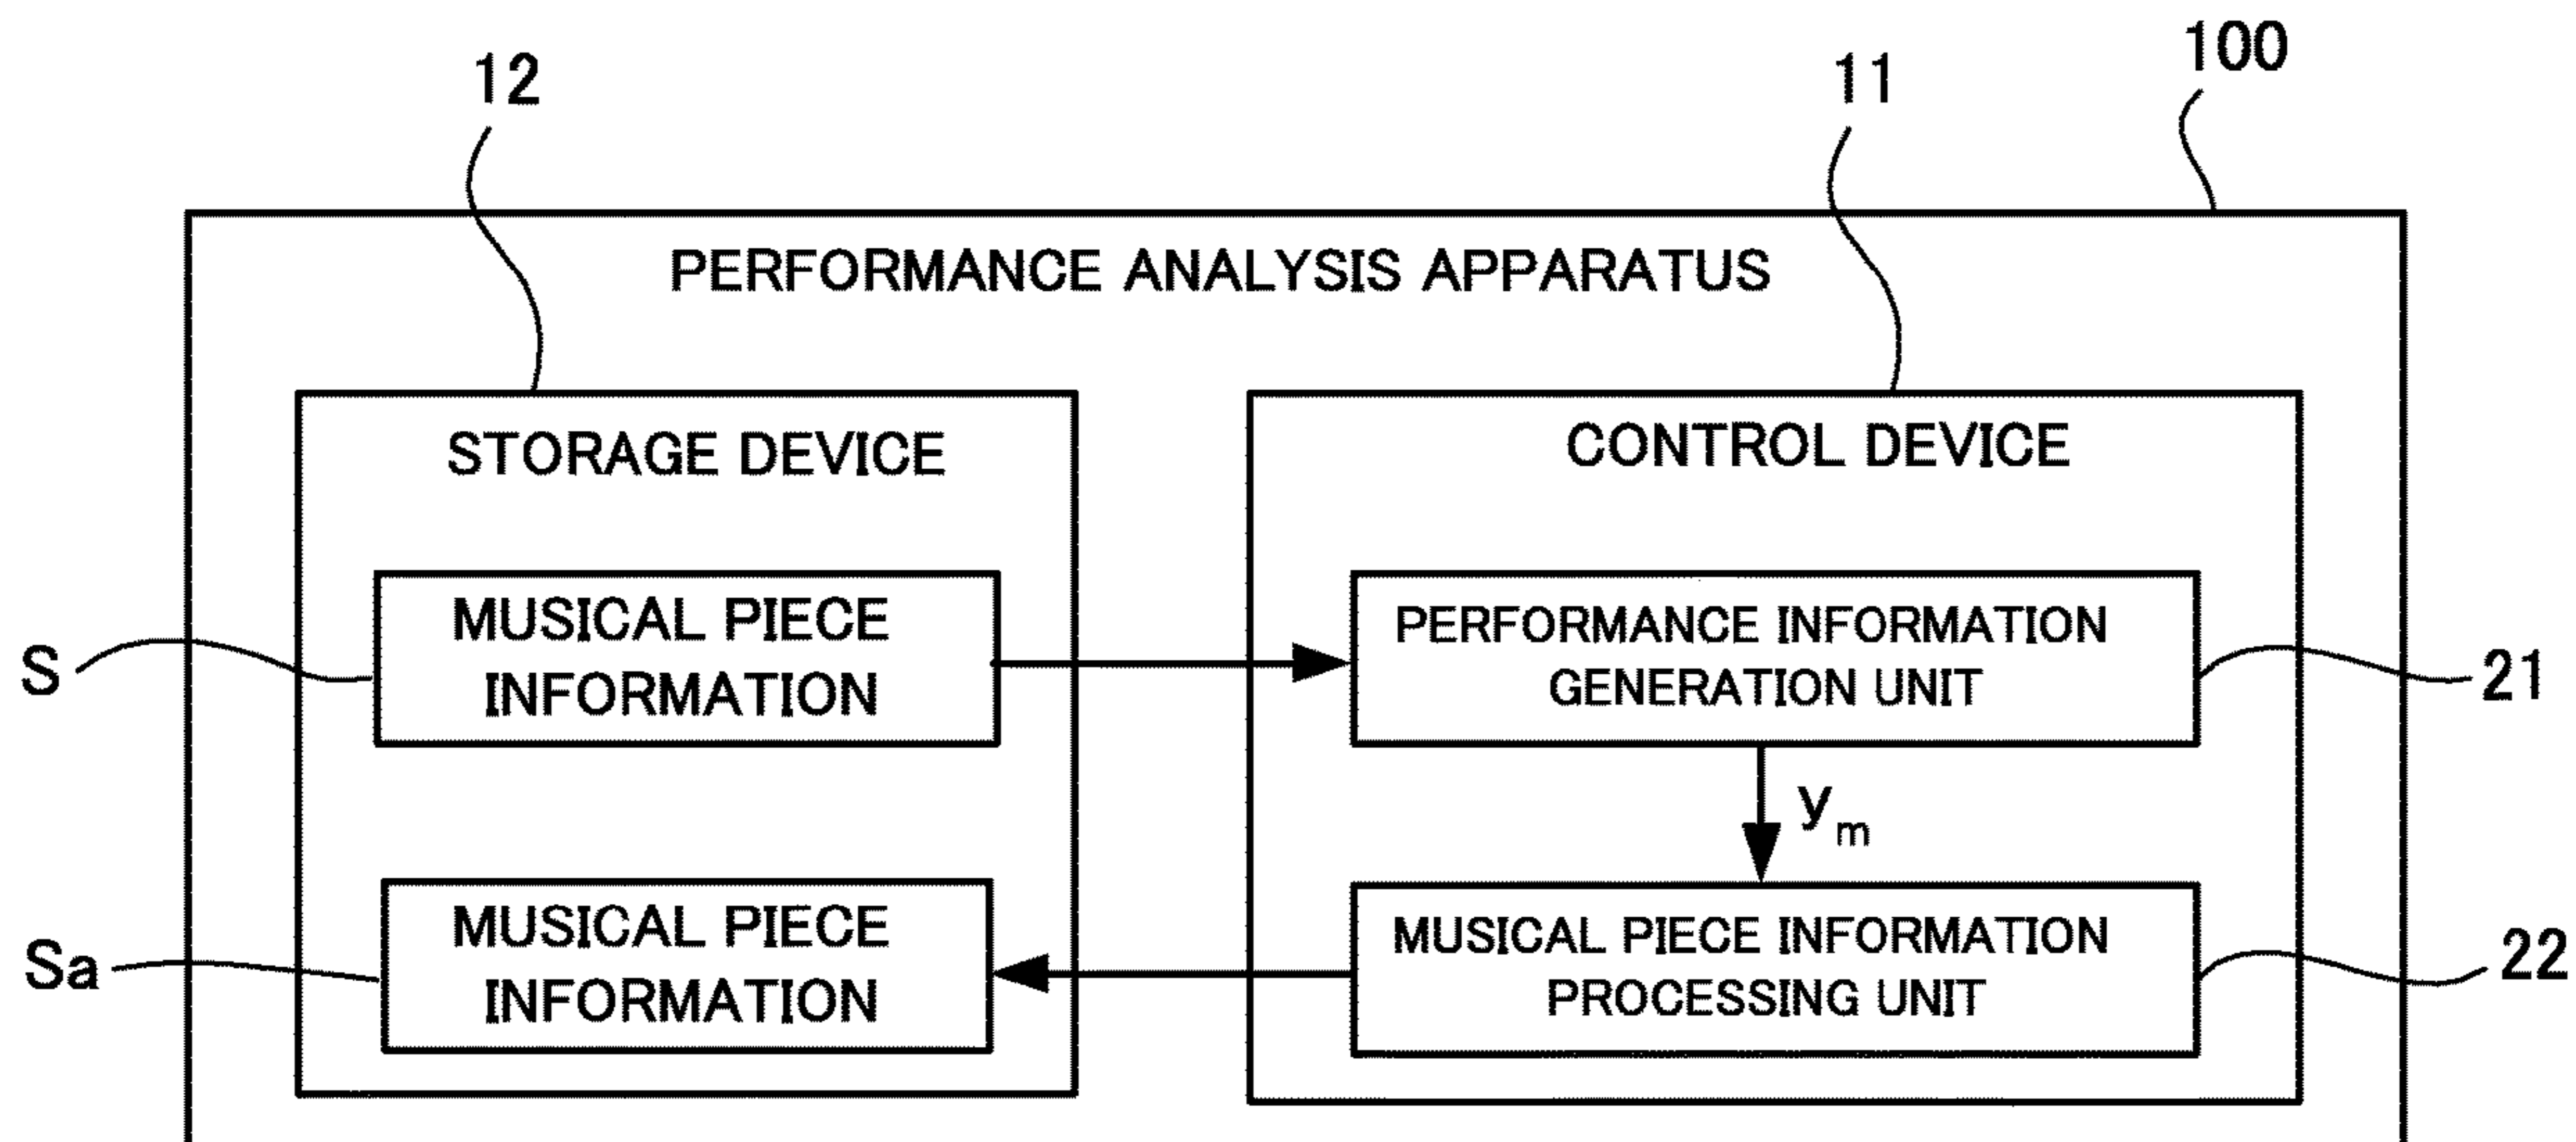 100
12
11
PERFORMANCE ANALYSIS APPARATUS
STORAGE DEVICE
CONTROL DEVICE
S
MUSICAL PIECE
INFORMATION
PERFORMANCE INFORMATION
GENERATION UNIT
21
y_m
Sa
MUSICAL PIECE
INFORMATION
MUSICAL PIECE INFORMATION
PROCESSING UNIT
22